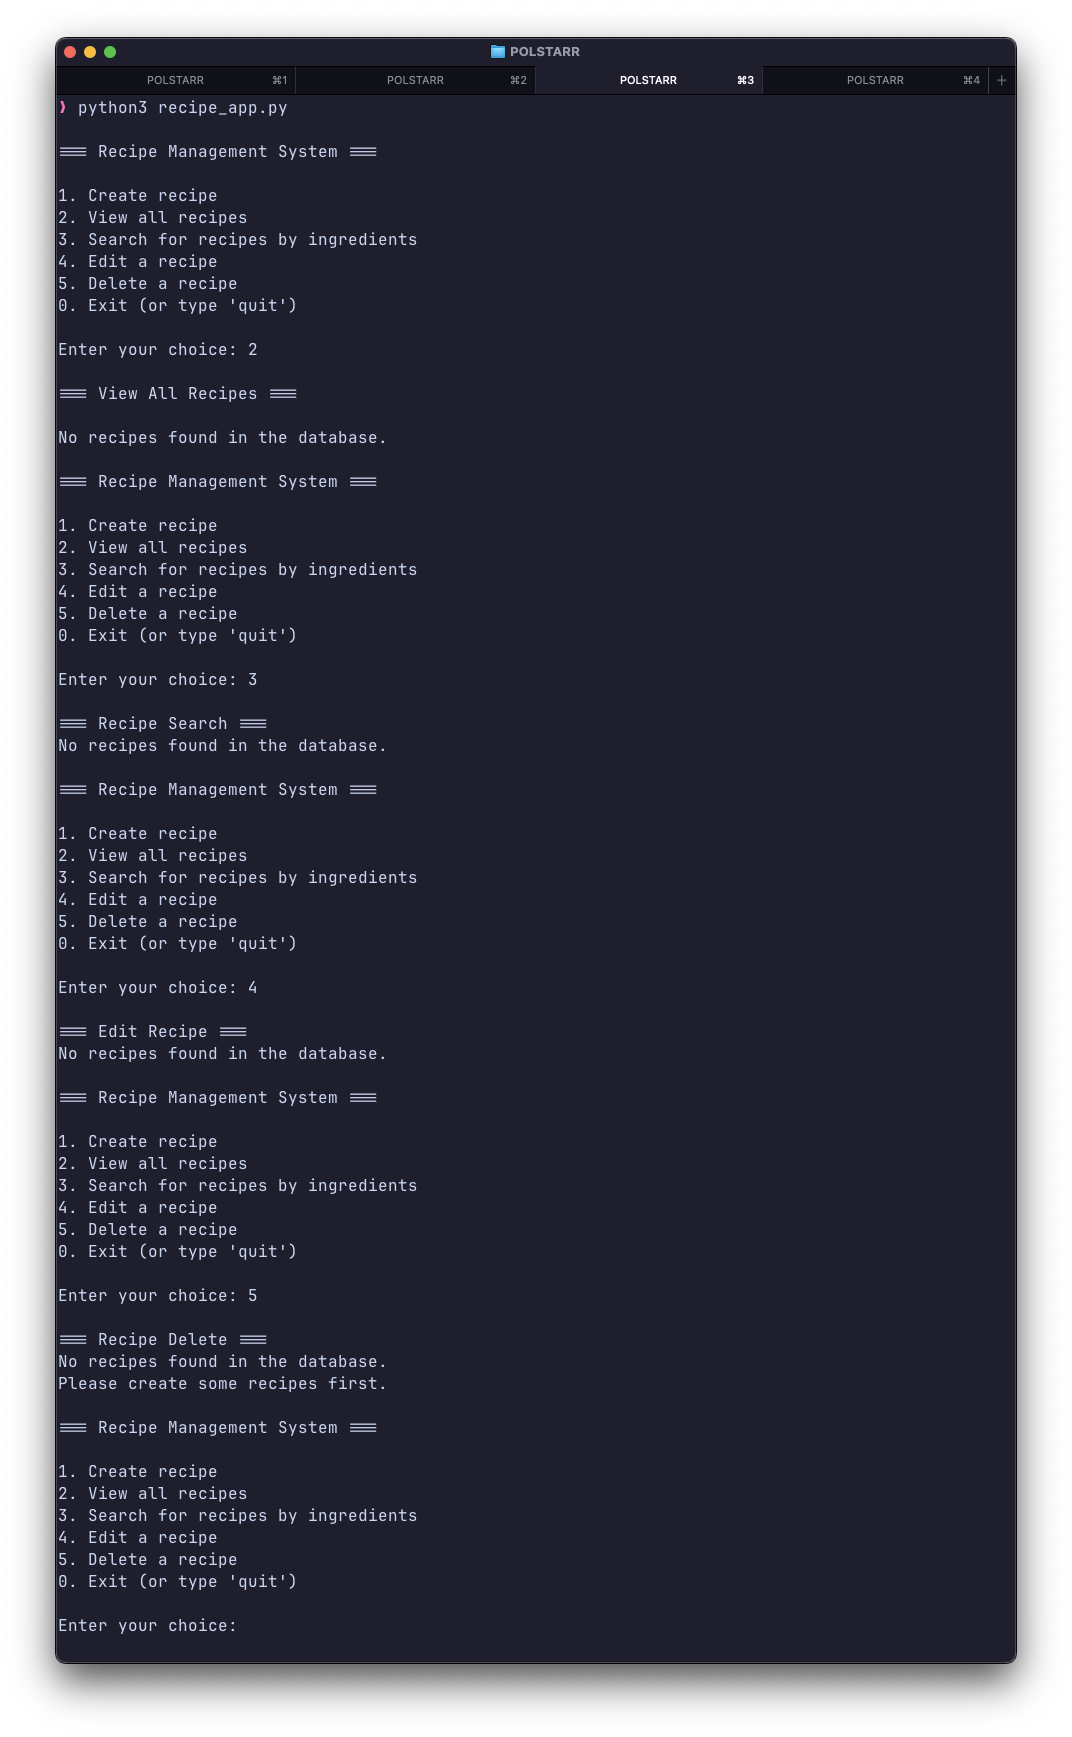 POLSTARR
POLSTARR ⌘1 POLSTARR ⌘2 POLSTARR ⌘3 POLSTARR ⌘4 +
❱ python3 recipe_app.py
=== Recipe Management System ===
1. Create recipe
2. View all recipes
3. Search for recipes by ingredients
4. Edit a recipe
5. Delete a recipe
0. Exit (or type 'quit')
Enter your choice: 2
=== View All Recipes ===
No recipes found in the database.
=== Recipe Management System ===
1. Create recipe
2. View all recipes
3. Search for recipes by ingredients
4. Edit a recipe
5. Delete a recipe
0. Exit (or type 'quit')
Enter your choice: 3
=== Recipe Search ===
No recipes found in the database.
=== Recipe Management System ===
1. Create recipe
2. View all recipes
3. Search for recipes by ingredients
4. Edit a recipe
5. Delete a recipe
0. Exit (or type 'quit')
Enter your choice: 4
=== Edit Recipe ===
No recipes found in the database.
=== Recipe Management System ===
1. Create recipe
2. View all recipes
3. Search for recipes by ingredients
4. Edit a recipe
5. Delete a recipe
0. Exit (or type 'quit')
Enter your choice: 5
=== Recipe Delete ===
No recipes found in the database.
Please create some recipes first.
=== Recipe Management System ===
1. Create recipe
2. View all recipes
3. Search for recipes by ingredients
4. Edit a recipe
5. Delete a recipe
0. Exit (or type 'quit')
Enter your choice: